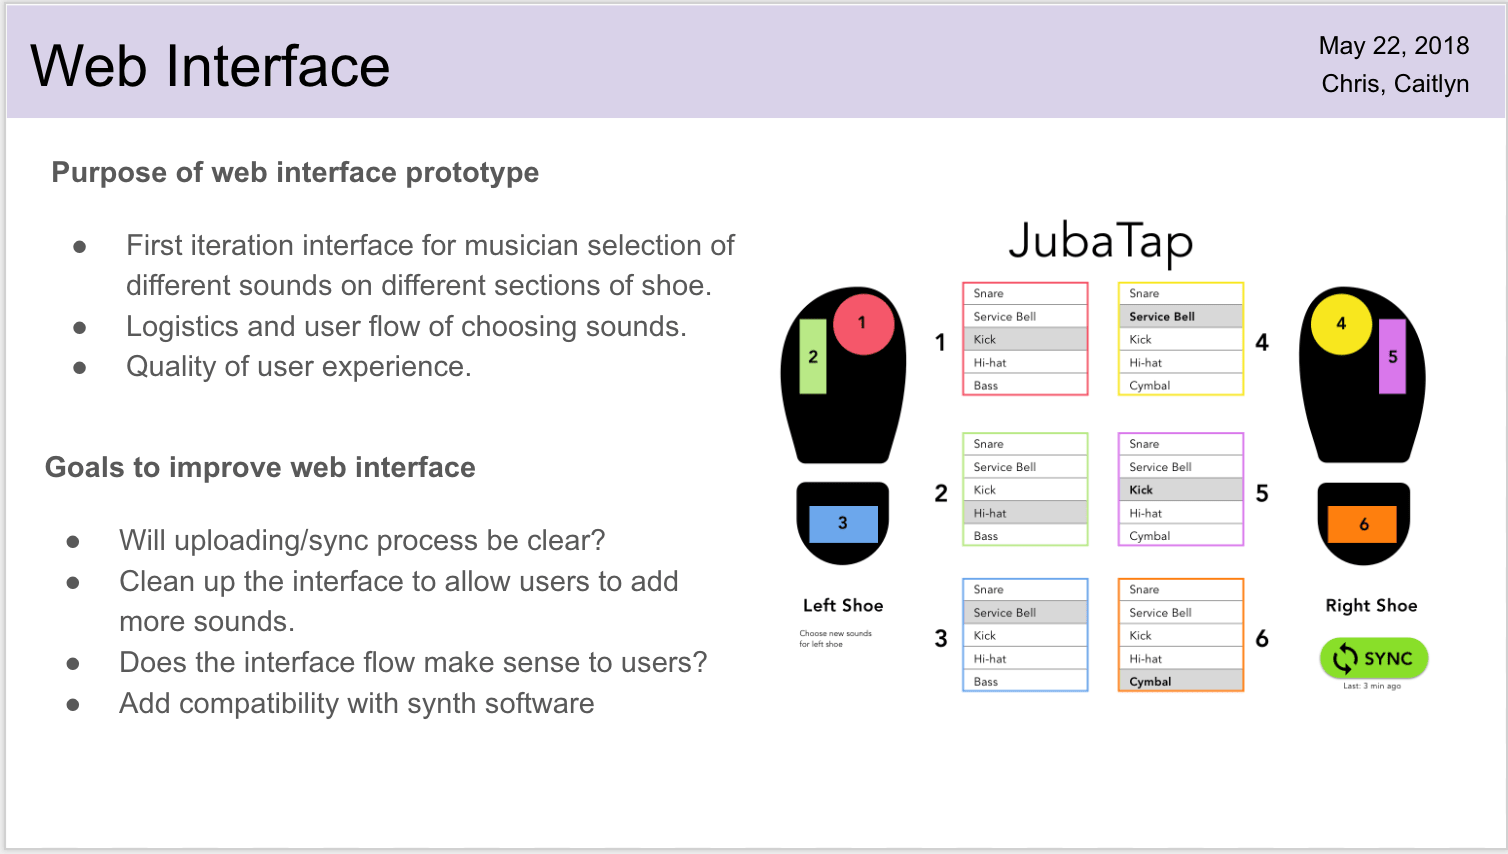 Web Interface
May 22, 2018
Chris, Caitlyn
Purpose of web interface prototype
● First iteration interface for musician selection of
different sounds on different sections of shoe.
● Logistics and user flow of choosing sounds.
● Quality of user experience.
Goals to improve web interface
● Will uploading/sync process be clear?
● Clean up the interface to allow users to add
more sounds.
● Does the interface flow make sense to users?
● Add compatibility with synth software
JubaTap
1
2
3
Left Shoe
Choose new sounds
for left shoe
1
Snare
Service Bell
Kick
Hi-hat
Bass
2
Snare
Service Bell
Kick
Hi-hat
Bass
3
Snare
Service Bell
Kick
Hi-hat
Bass
Snare
Service Bell
Kick
Hi-hat
Cymbal
4
Snare
Service Bell
Kick
Hi-hat
Cymbal
5
Snare
Service Bell
Kick
Hi-hat
Cymbal
6
4
5
6
Right Shoe
SYNC
Last: 3 min ago